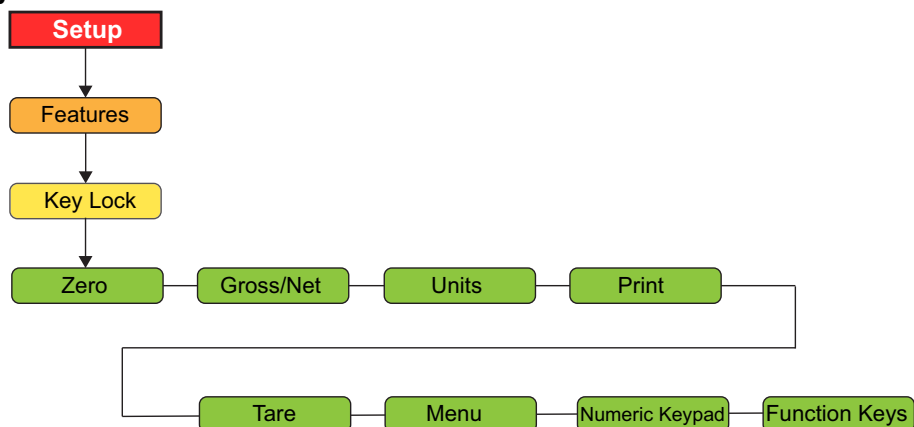 Setup
Features
Key Lock
Zero
Gross/Net
Units
Print
Tare
Menu
Numeric Keypad
Function Keys